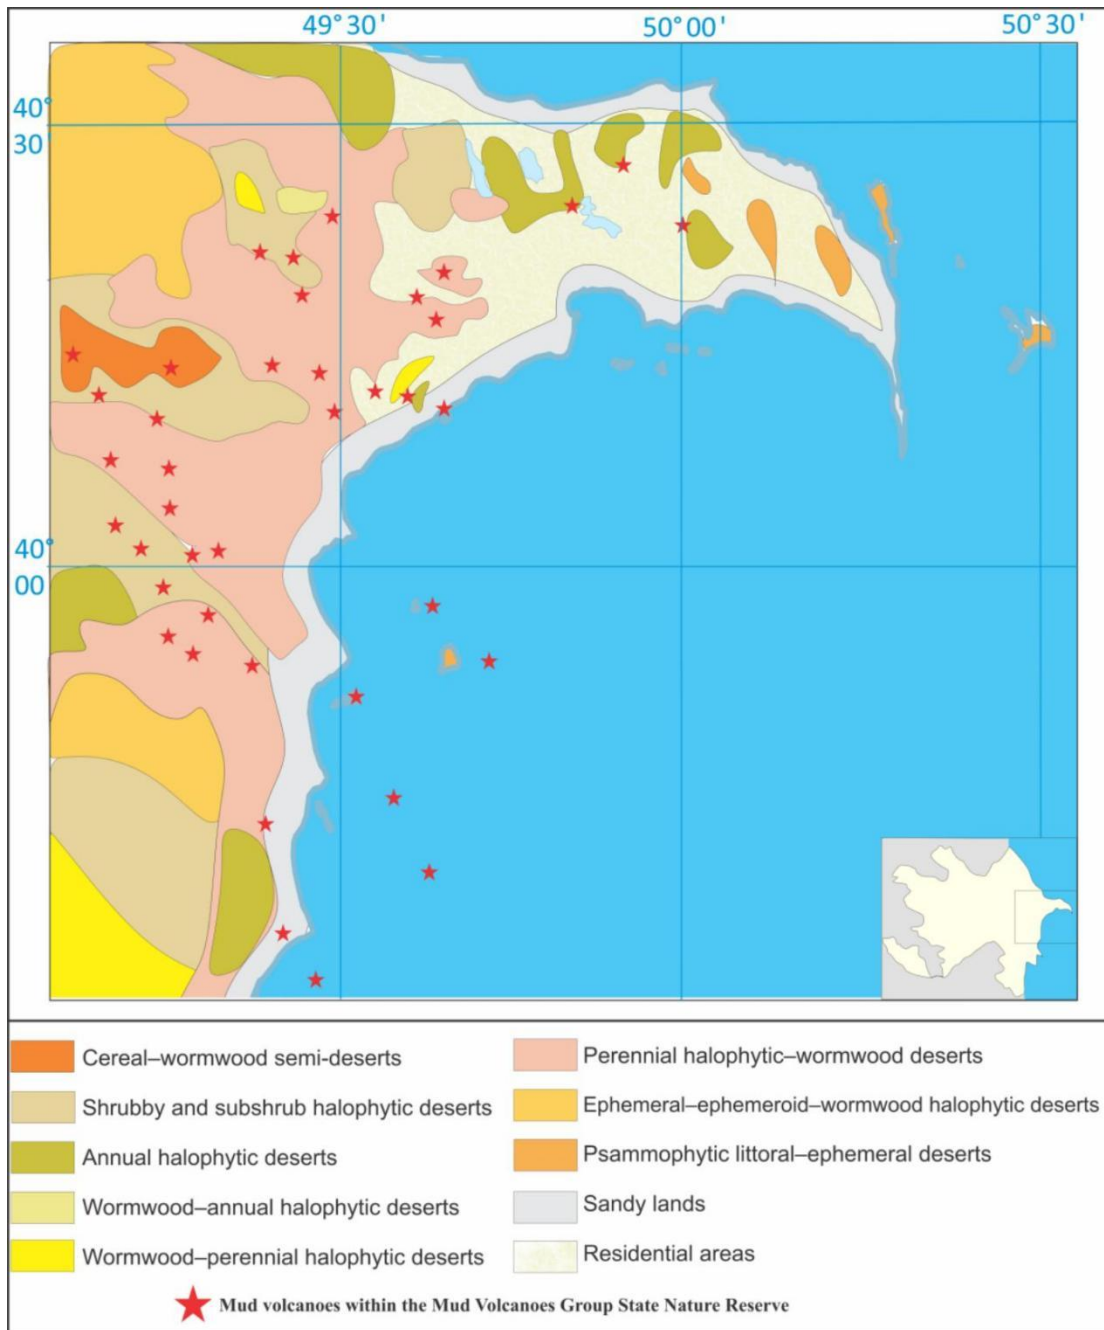 49°30'
50°00'
50°30'
40°
30'
40°
00'
Cereal–wormwood semi-deserts
Shrubby and subshrub halophytic deserts
Annual halophytic deserts
Wormwood–annual halophytic deserts
Wormwood–perennial halophytic deserts
Perennial halophytic–wormwood deserts
Ephemeral–ephemeroid–wormwood halophytic deserts
Psammophytic littoral–ephemeral deserts
Sandy lands
Residential areas
Mud volcanoes within the Mud Volcanoes Group State Nature Reserve